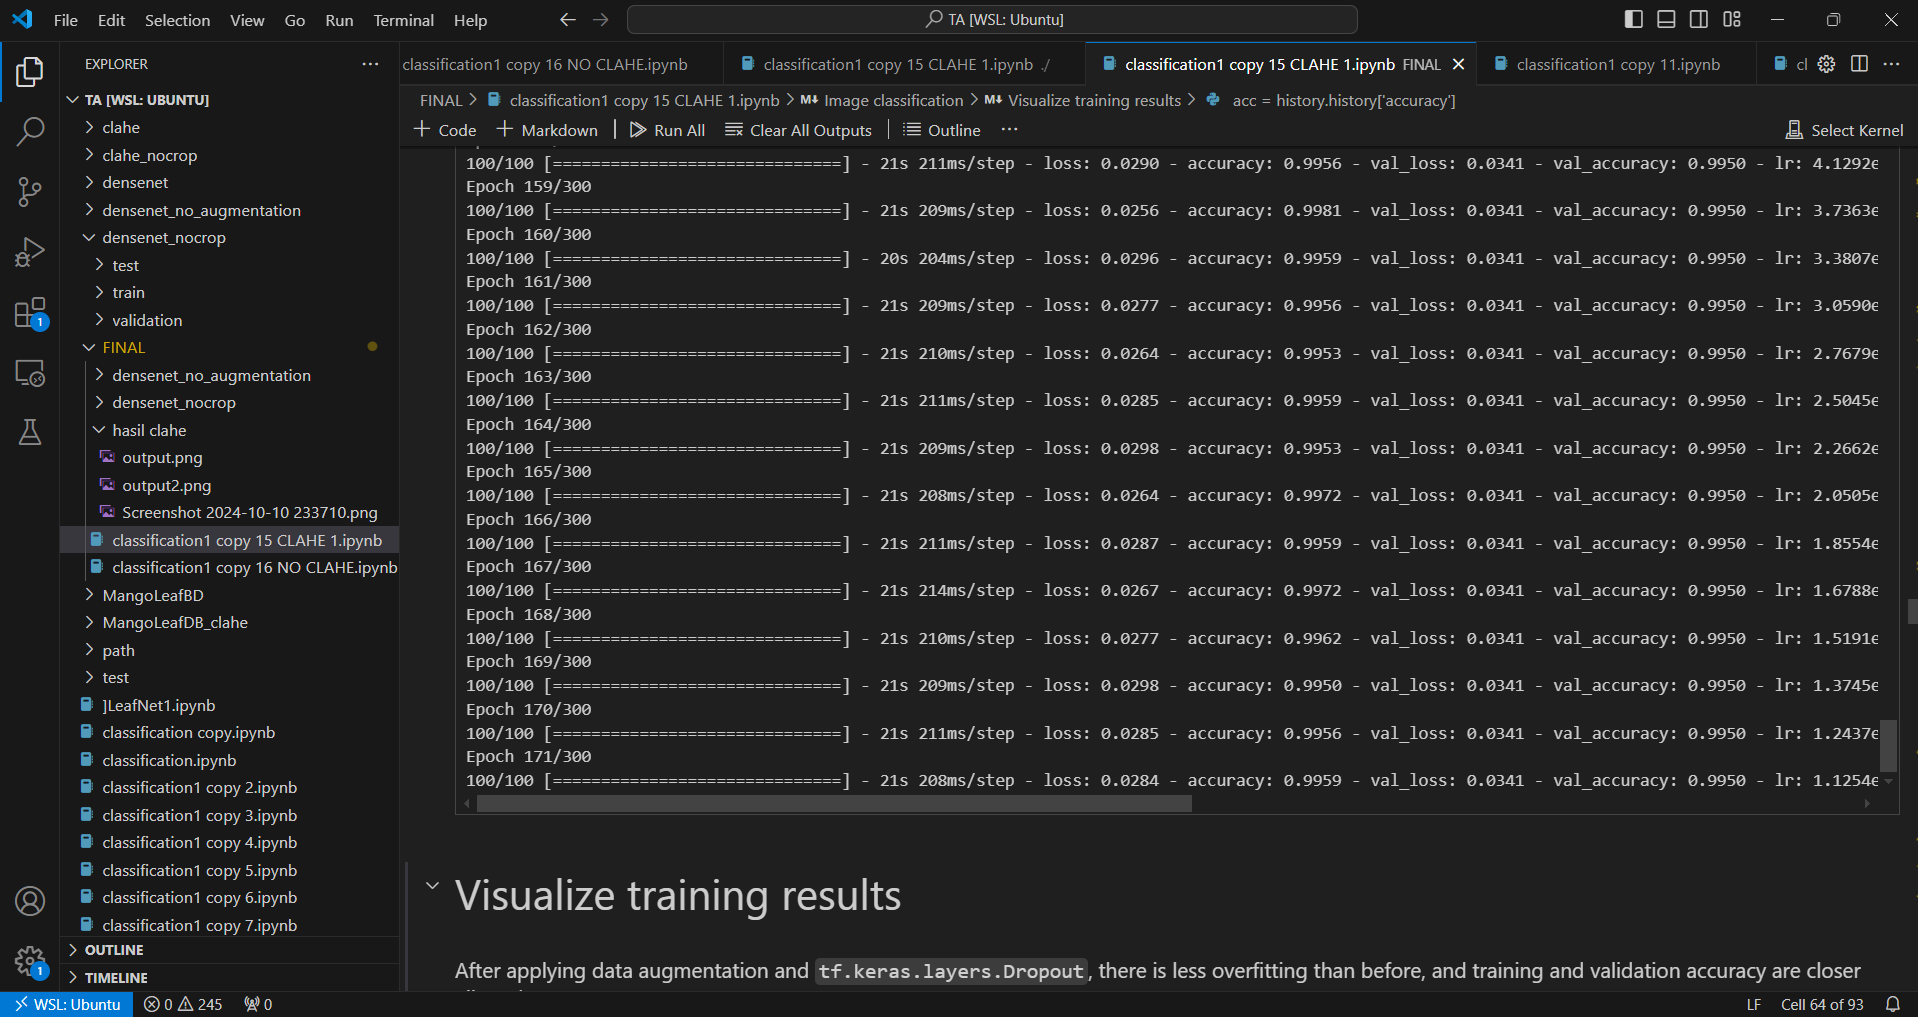 File Edit Selection View Go Run Terminal Help
TA [WSL: Ubuntu]
EXPLORER
TA [WSL: UBUNTU]
clahe
clahe_nocrop
densenet
densenet_no_augmentation
densenet_nocrop
test
train
validation
FINAL
densenet_no_augmentation
densenet_nocrop
hasil clahe
output.png
output2.png
Screenshot 2024-10-10 233710.png
classification1 copy 15 CLAHE 1.ipynb
classification1 copy 16 NO CLAHE.ipynb
MangoLeafBD
MangoLeafDB_clahe
path
test
]LeafNet1.ipynb
classification copy.ipynb
classification.ipynb
classification1 copy 2.ipynb
classification1 copy 3.ipynb
classification1 copy 4.ipynb
classification1 copy 5.ipynb
classification1 copy 6.ipynb
classification1 copy 7.ipynb
OUTLINE
TIMELINE
1
1
classification1 copy 16 NO CLAHE.ipynb
classification1 copy 15 CLAHE 1.ipynb ./
classification1 copy 15 CLAHE 1.ipynb FINAL
classification1 copy 11.ipynb
cl
FINAL > classification1 copy 15 CLAHE 1.ipynb > M↓ Image classification > M↓ Visualize training results > acc = history.history['accuracy']
+ Code + Markdown | Run All Clear All Outputs | Outline ...
Select Kernel
100/100 [==============================] - 21s 211ms/step - loss: 0.0290 - accuracy: 0.9956 - val_loss: 0.0341 - val_accuracy: 0.9950 - lr: 4.1292e
Epoch 159/300
100/100 [==============================] - 21s 209ms/step - loss: 0.0256 - accuracy: 0.9981 - val_loss: 0.0341 - val_accuracy: 0.9950 - lr: 3.7363e
Epoch 160/300
100/100 [==============================] - 20s 204ms/step - loss: 0.0296 - accuracy: 0.9959 - val_loss: 0.0341 - val_accuracy: 0.9950 - lr: 3.3807e
Epoch 161/300
100/100 [==============================] - 21s 209ms/step - loss: 0.0277 - accuracy: 0.9956 - val_loss: 0.0341 - val_accuracy: 0.9950 - lr: 3.0590e
Epoch 162/300
100/100 [==============================] - 21s 210ms/step - loss: 0.0264 - accuracy: 0.9953 - val_loss: 0.0341 - val_accuracy: 0.9950 - lr: 2.7679e
Epoch 163/300
100/100 [==============================] - 21s 211ms/step - loss: 0.0285 - accuracy: 0.9959 - val_loss: 0.0341 - val_accuracy: 0.9950 - lr: 2.5045e
Epoch 164/300
100/100 [==============================] - 21s 209ms/step - loss: 0.0298 - accuracy: 0.9953 - val_loss: 0.0341 - val_accuracy: 0.9950 - lr: 2.2662e
Epoch 165/300
100/100 [==============================] - 21s 208ms/step - loss: 0.0264 - accuracy: 0.9972 - val_loss: 0.0341 - val_accuracy: 0.9950 - lr: 2.0505e
Epoch 166/300
100/100 [==============================] - 21s 211ms/step - loss: 0.0287 - accuracy: 0.9959 - val_loss: 0.0341 - val_accuracy: 0.9950 - lr: 1.8554e
Epoch 167/300
100/100 [==============================] - 21s 214ms/step - loss: 0.0267 - accuracy: 0.9972 - val_loss: 0.0341 - val_accuracy: 0.9950 - lr: 1.6788e
Epoch 168/300
100/100 [==============================] - 21s 210ms/step - loss: 0.0277 - accuracy: 0.9962 - val_loss: 0.0341 - val_accuracy: 0.9950 - lr: 1.5191e
Epoch 169/300
100/100 [==============================] - 21s 209ms/step - loss: 0.0298 - accuracy: 0.9950 - val_loss: 0.0341 - val_accuracy: 0.9950 - lr: 1.3745e
Epoch 170/300
100/100 [==============================] - 21s 211ms/step - loss: 0.0285 - accuracy: 0.9956 - val_loss: 0.0341 - val_accuracy: 0.9950 - lr: 1.2437e
Epoch 171/300
100/100 [==============================] - 21s 208ms/step - loss: 0.0284 - accuracy: 0.9959 - val_loss: 0.0341 - val_accuracy: 0.9950 - lr: 1.1254e
Visualize training results
After applying data augmentation and tf.keras.layers.Dropout, there is less overfitting than before, and training and validation accuracy are closer
WSL: Ubuntu 0 245 0
LF Cell 64 of 93